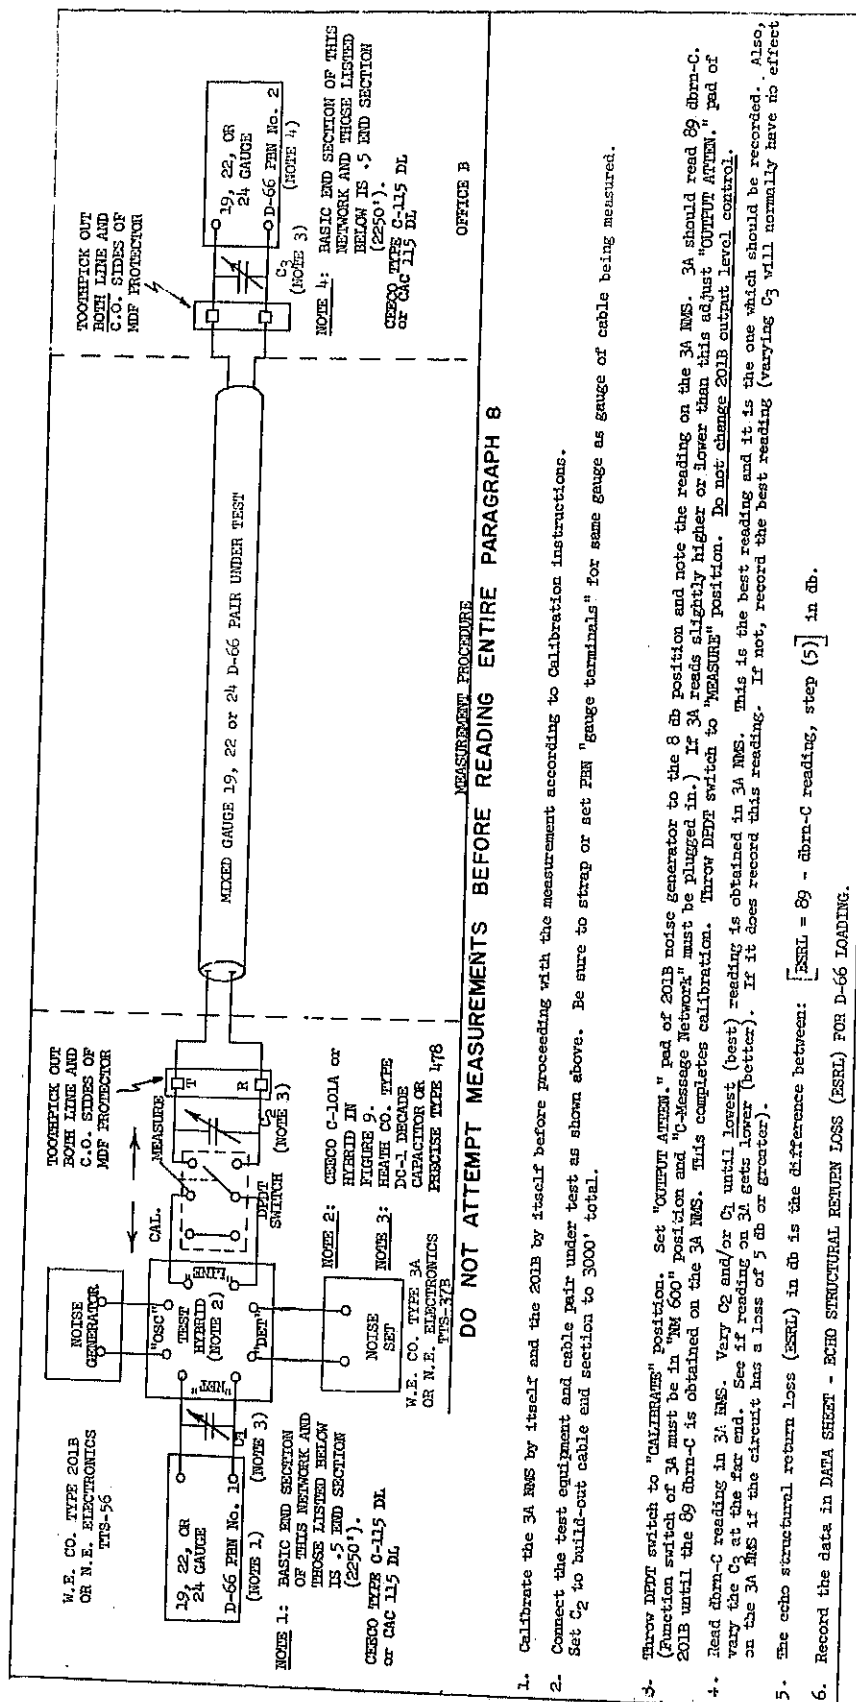 W.E. CO. TYPE 201B
OR N.E. ELECTRONICS
TTS-56
NOISE
GENERATOR
TOOTHPICK OUT
BOTH LINE AND
C.O. SIDES OF
MDF PROTECTOR
CAL.
MEASURE
19, 22, OR
24 GAUGE
D-66 PBN No. 1
(NOTE 1)
C1
(NOTE 3)
"NET"
"OSC"
TEST
HYBRID
(NOTE 2)
"LINE"
"DET"
DPDT
SWITCH
C2
(NOTE 3)
T
R
NOISE
SET
W.E. CO. TYPE 3A
OR N.E. ELECTRONICS
TTS-37B
NOTE 1: BASIC END SECTION
OF THIS NETWORK AND
THOSE LISTED BELOW
IS .5 END SECTION
(2250').
CEECO TYPE C-115 DL
or CAC 115 DL
NOTE 2: CEECO C-101A or
HYBRID IN
FIGURE 9.
NOTE 3: HEATH CO. TYPE
DC-1 DECADE
CAPACITOR OR
PRECISE TYPE 478
MIXED GAUGE 19, 22 or 24 D-66 PAIR UNDER TEST
TOOTHPICK OUT
BOTH LINE AND
C.O. SIDES OF
MDF PROTECTOR
19, 22, OR
24 GAUGE
D-66 PBN No. 2
(NOTE 4)
C3
(NOTE 3)
NOTE 4: BASIC END SECTION OF THIS
NETWORK AND THOSE LISTED
BELOW IS .5 END SECTION
(2250').
CEECO TYPE C-115 DL
or CAC 115 DL
OFFICE B
MEASUREMENT PROCEDURE
DO NOT ATTEMPT MEASUREMENTS BEFORE READING ENTIRE PARAGRAPH 8
1. Calibrate the 3A NMS by itself and the 201B by itself before proceeding with the measurement according to Calibration instructions.
2. Connect the test equipment and cable pair under test as shown above. Be sure to strap or set PBN "gauge terminals" for same gauge as gauge of cable being measured.
Set C2 to build-out cable end section to 3000' total.
3. Throw DPDT switch to "CALIBRATE" position. Set "OUTPUT ATTEN." pad of 201B noise generator to the 8 db position and note the reading on the 3A NMS. 3A should read 89 dbrn-C.
(Function switch of 3A must be in "NM 600" position and "C-Message Network" must be plugged in.) If 3A reads slightly higher or lower than this adjust "OUTPUT ATTEN." pad of
201B until the 89 dbrn-C is obtained on the 3A NMS. This completes calibration. Throw DPDT switch to "MEASURE" position. Do not change 201B output level control.
4. Read dbrn-C reading in 3A NMS. Vary C2 and/or C1 until lowest (best) reading is obtained in 3A NMS. This is the best reading and it is the one which should be recorded. Also,
vary the C3 at the far end. See if reading on 3A gets lower (better). If it does record this reading. If not, record the best reading (varying C3 will normally have no effect
on the 3A NMS if the circuit has a loss of 5 db or greater).
5. The echo structural return loss (ESRL) in db is the difference between: [ESRL = 89 - dbrn-C reading, step (5)] in db.
6. Record the data in DATA SHEET - ECHO STRUCTURAL RETURN LOSS (ESRL) FOR D-66 LOADING.